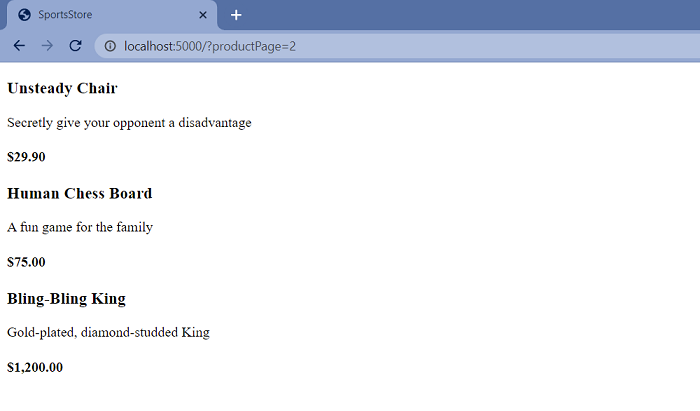 SportsStore
localhost:5000/?productPage=2
Unsteady Chair
Secretly give your opponent a disadvantage
$29.90
Human Chess Board
A fun game for the family
$75.00
Bling-Bling King
Gold-plated, diamond-studded King
$1,200.00